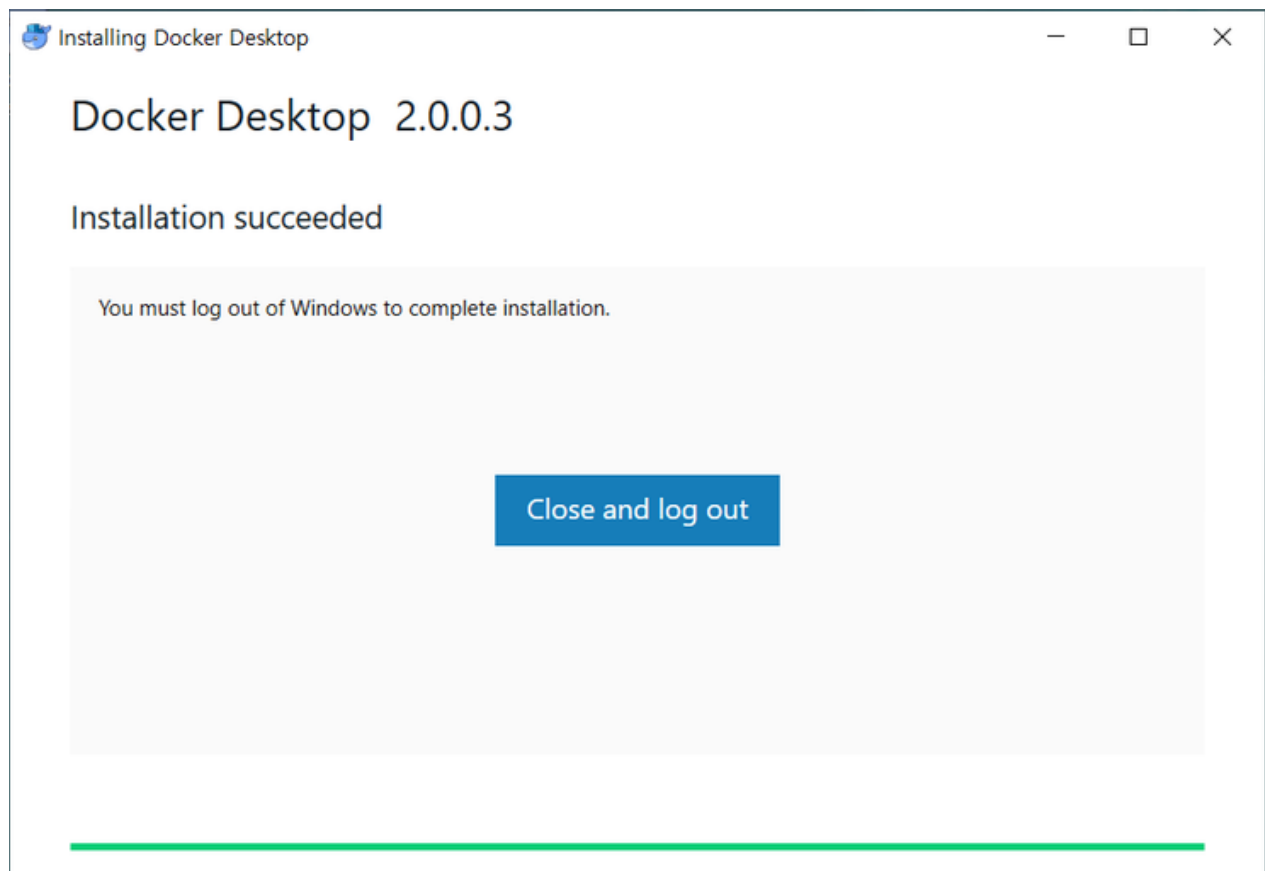 Installing Docker Desktop
Docker Desktop 2.0.0.3
Installation succeeded
You must log out of Windows to complete installation.
Close and log out